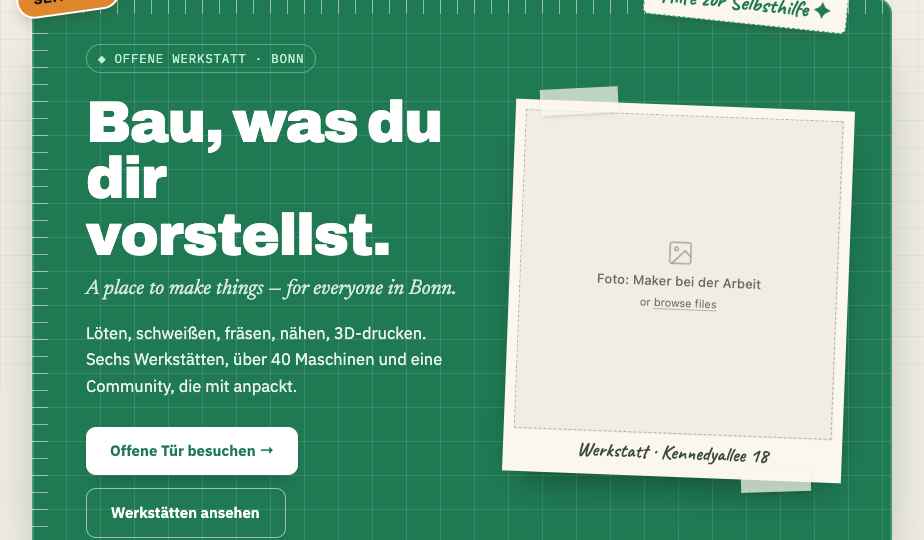 Hilfe zur Selbsthilfe
OFFENE WERKSTATT · BONN
Bau, was du
dir
vorstellst.
A place to make things – for everyone in Bonn.
Löten, schweißen, fräsen, nähen, 3D-drucken.
Sechs Werkstätten, über 40 Maschinen und eine
Community, die mit anpackt.
Offene Tür besuchen →
Werkstätten ansehen
Foto: Maker bei der Arbeit
or browse files
Werkstatt · Kennedyallee 18